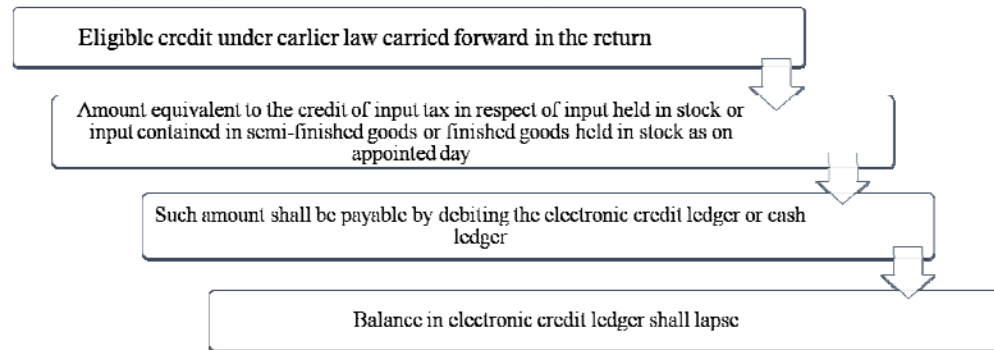 Eligible credit under earlier law carried forward in the return
Amount equivalent to the credit of input tax in respect of input held in stock or
input contained in semi-finished goods or finished goods held in stock as on
appointed day
Such amount shall be payable by debiting the electronic credit ledger or cash
ledger
Balance in electronic credit ledger shall lapse